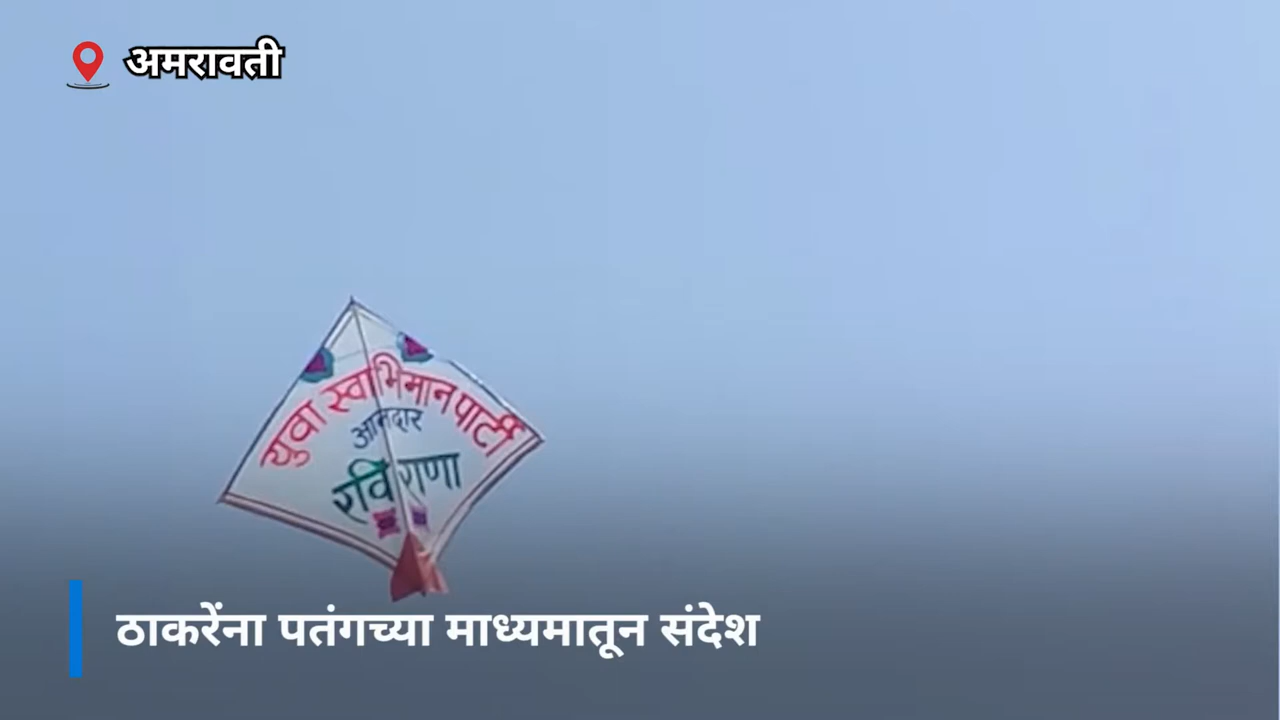 अमरावती
युवा स्वाभिमान पार्टी
आमदार
रवि राणा
ठाकरेंना पतंगच्या माध्यमातून संदेश